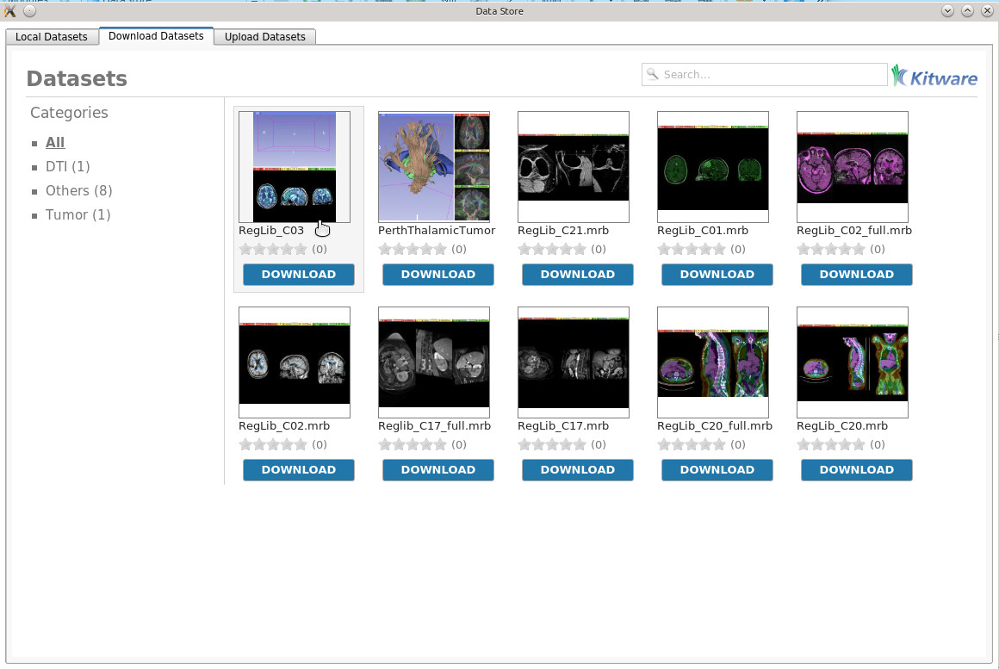 Data Store
Local Datasets Download Datasets Upload Datasets
Datasets
Search...
Kitware
Categories
All
DTI (1)
Others (8)
Tumor (1)
RegLib_C03 PerthThalamicTumor RegLib_C21.mrb RegLib_C01.mrb RegLib_C02_full.mrb
(0) (0) (0) (0) (0)
DOWNLOAD DOWNLOAD DOWNLOAD DOWNLOAD DOWNLOAD
RegLib_C02.mrb Reglib_C17_full.mrb RegLib_C17.mrb RegLib_C20_full.mrb RegLib_C20.mrb
(0) (0) (0) (0) (0)
DOWNLOAD DOWNLOAD DOWNLOAD DOWNLOAD DOWNLOAD